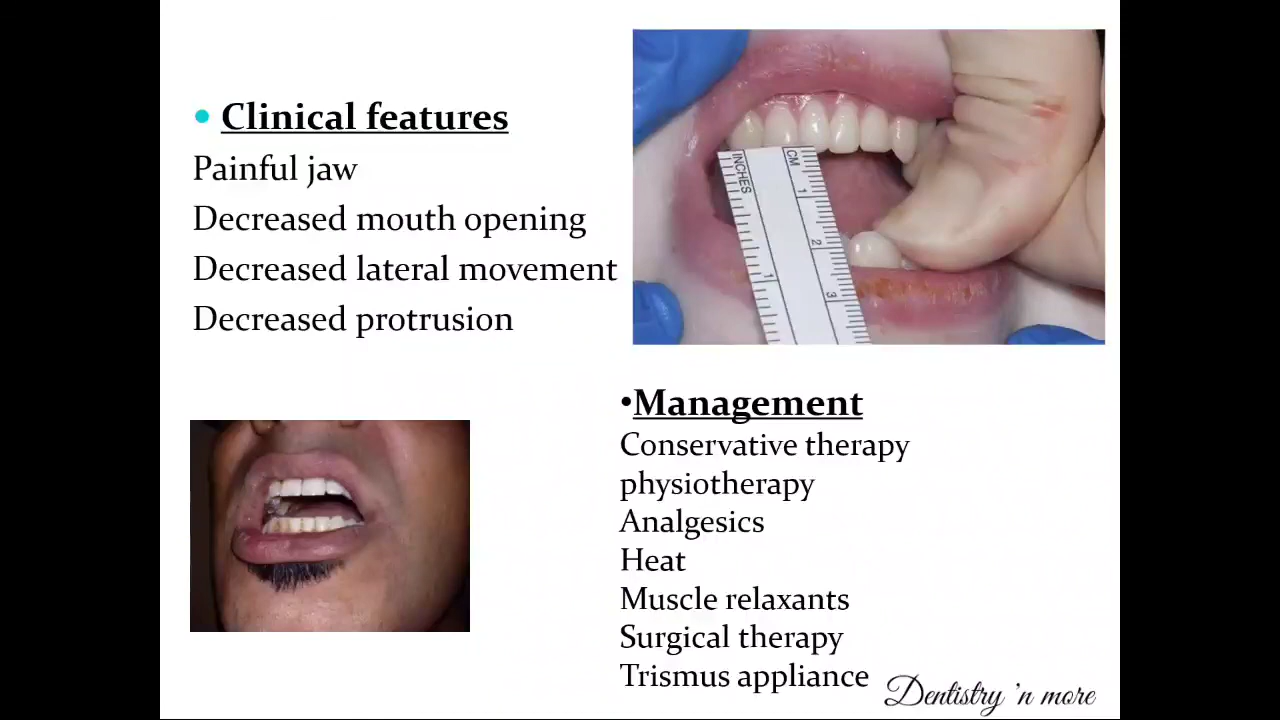 • Clinical features
Painful jaw
Decreased mouth opening
Decreased lateral movement
Decreased protrusion
INCHES
CM
1
2
3
1
•Management
Conservative therapy
physiotherapy
Analgesics
Heat
Muscle relaxants
Surgical therapy
Trismus appliance
Dentistry 'n more